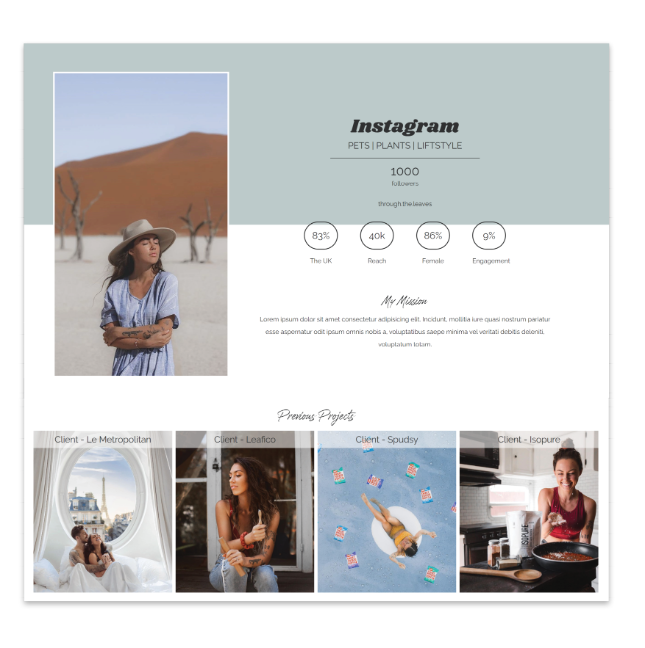 Instagram
PETS | PLANTS | LIFTSTYLE
1000
followers
through the leaves
83%
40k
86%
9%
The UK
Reach
Female
Engagement
My Mission
Lorem ipsum dolor sit amet consectetur adipisicing elit. Incidunt, mollitia iure quasi nostrum pariatur
esse aspernatur odit ipsum omnis nobis a, voluptatibus saepe minima vel veritati debitis deleniti,
voluptatum totam.
Previous Projects
Client - Le Metropolitan
Client - Leafico
Client - Spudsy
Client - Isopure
ISOPURE